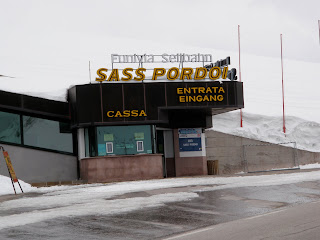 Funivia Seilbahn
SASS PORDOI
ENTRATA
EINGANG
CASSA